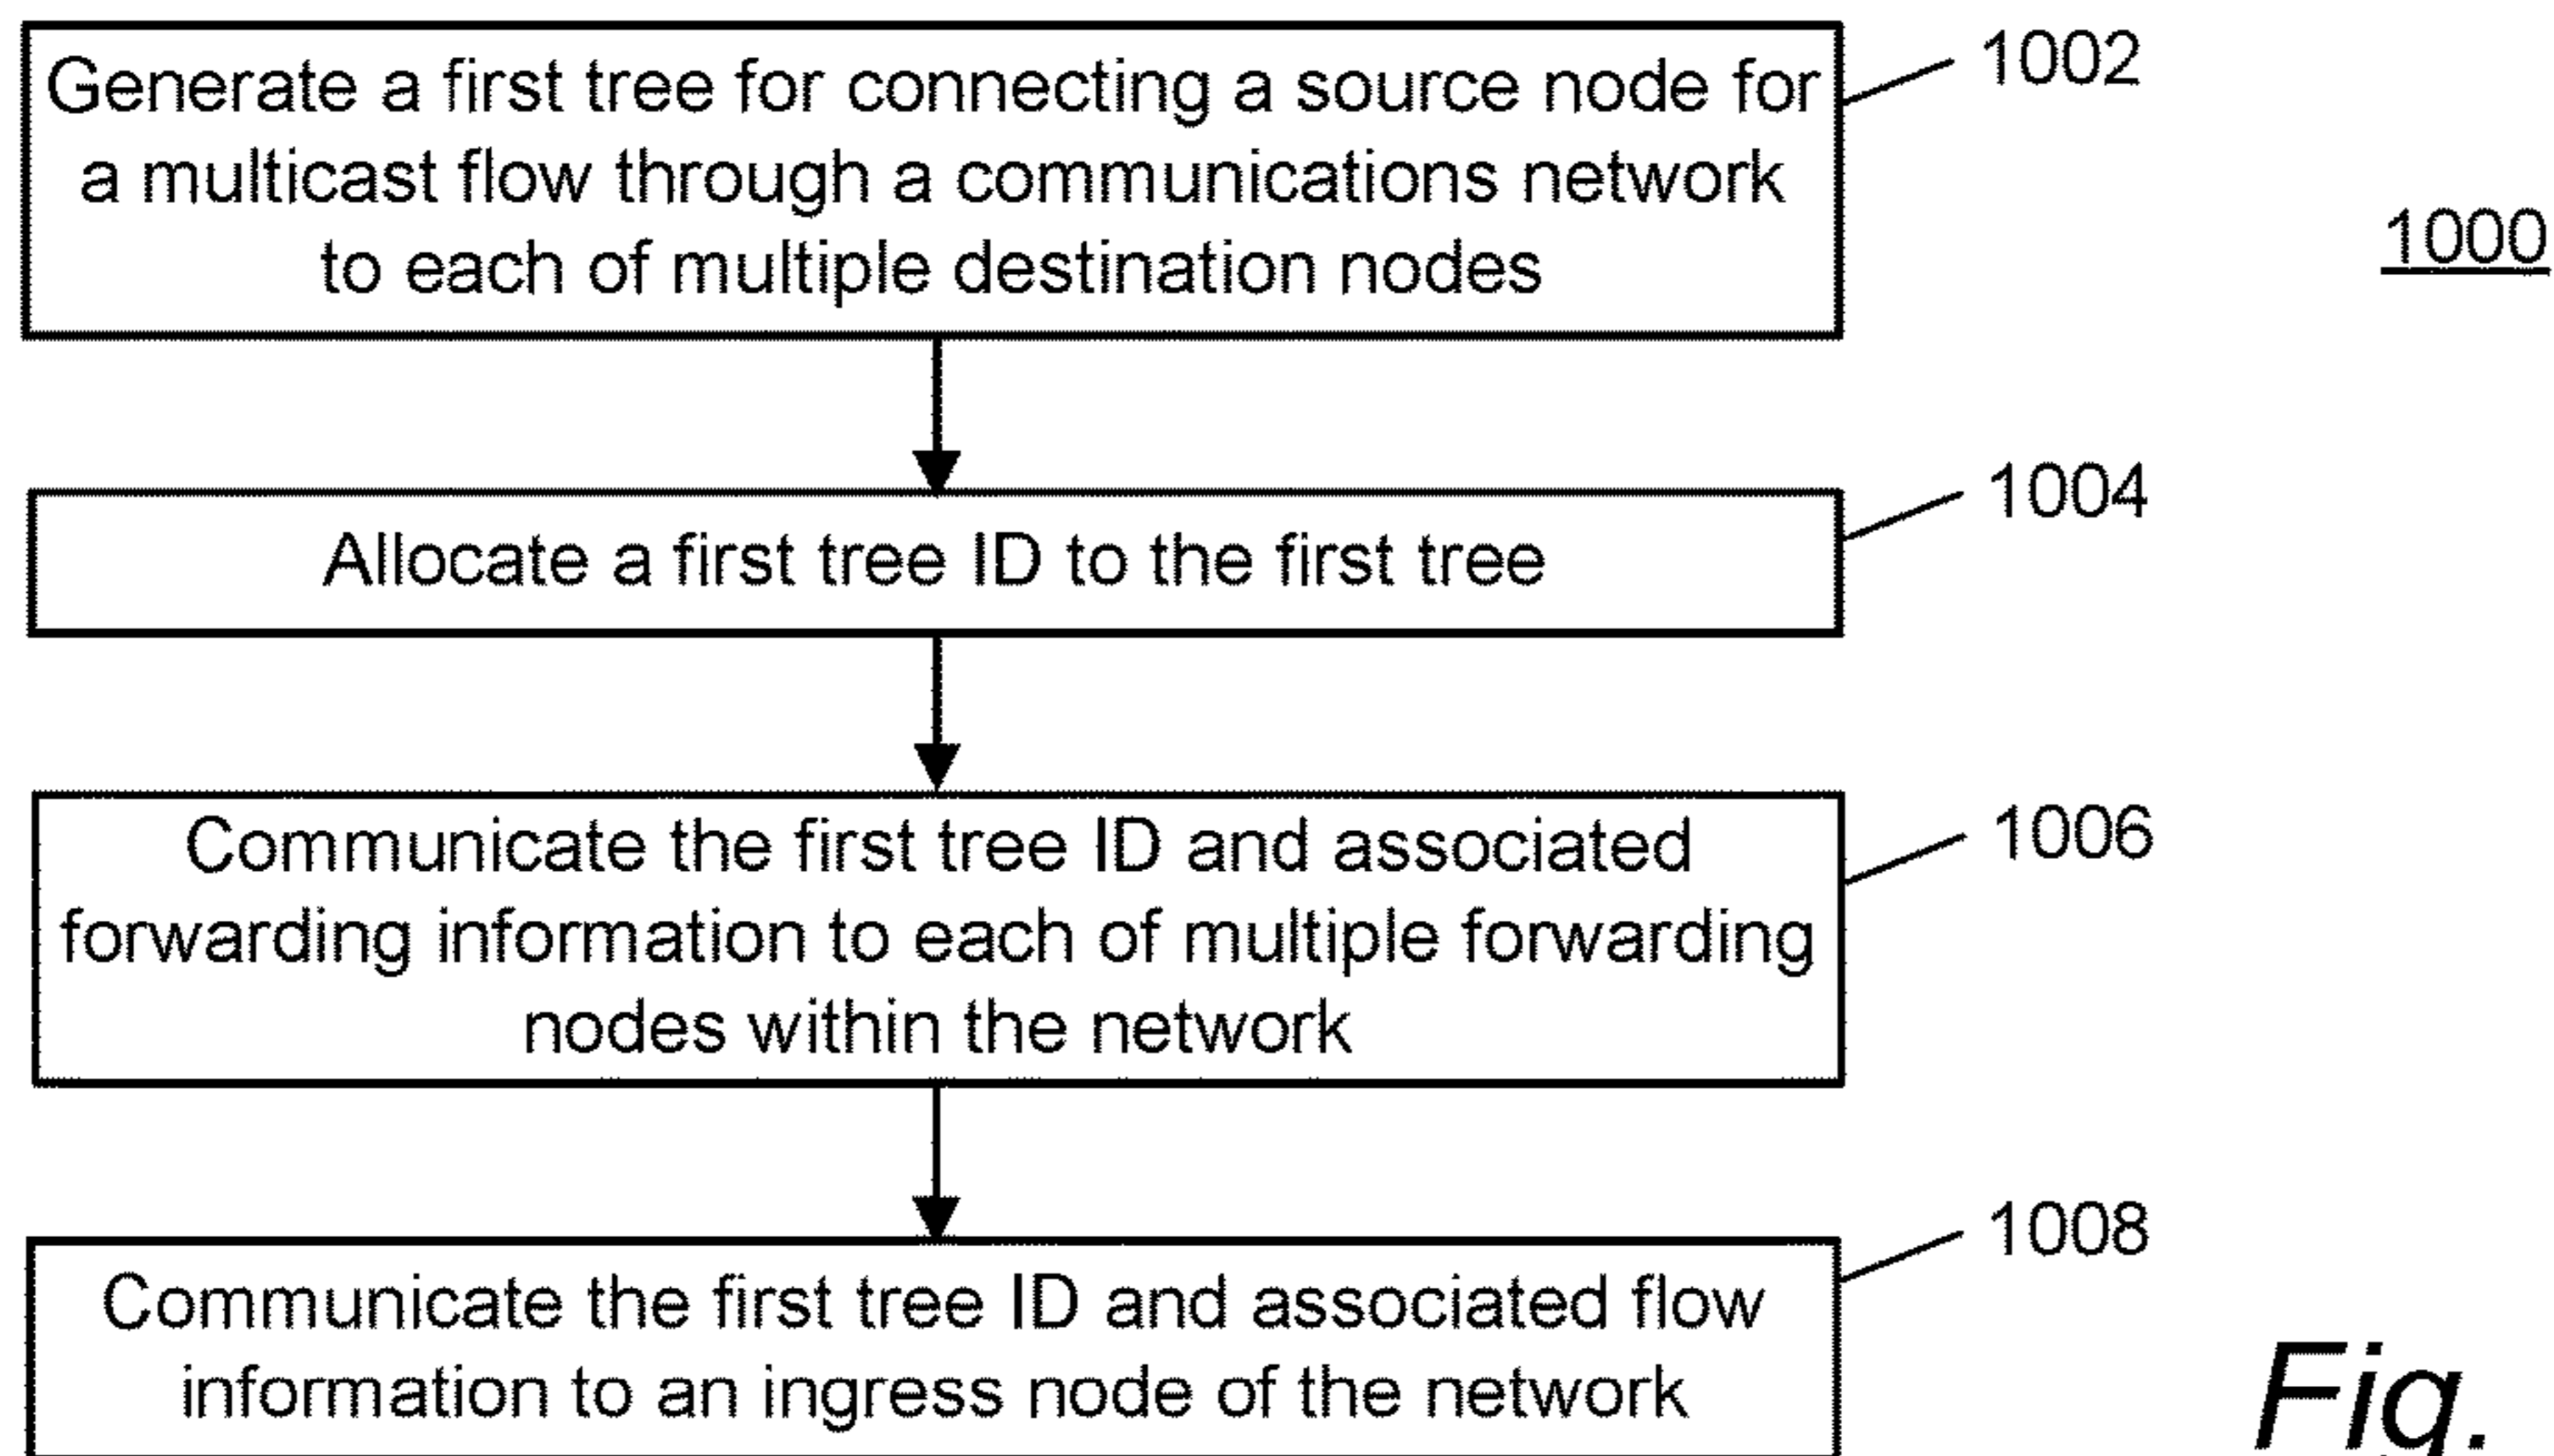 Generate a first tree for connecting a source node for
a multicast flow through a communications network
to each of multiple destination nodes
1002
1000
Allocate a first tree ID to the first tree
1004
Communicate the first tree ID and associated
forwarding information to each of multiple forwarding
nodes within the network
1006
Communicate the first tree ID and associated flow
information to an ingress node of the network
1008
Fig.